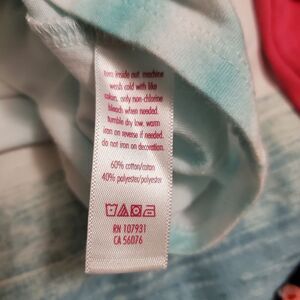 turn inside out. machine
wash cold with like
colors. only non-chlorine
bleach when needed.
tumble dry low. warm
iron on reverse if needed.
do not iron on decoration.
60% cotton/coton
40% polyester/polyester
RN 107931
CA 56076